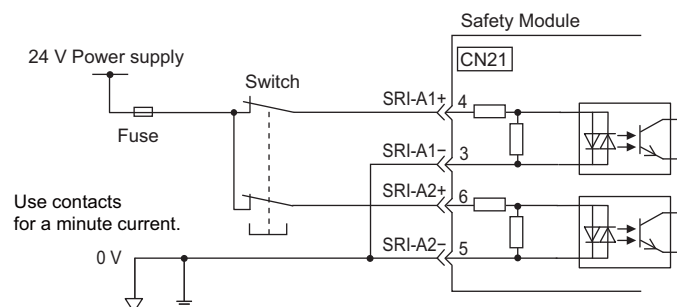 Safety Module
24 V Power supply
CN21
Switch
SRI-A1+ 4
Fuse
SRI-A1− 3
SRI-A2+ 6
Use contacts
for a minute current.
SRI-A2− 5
0 V